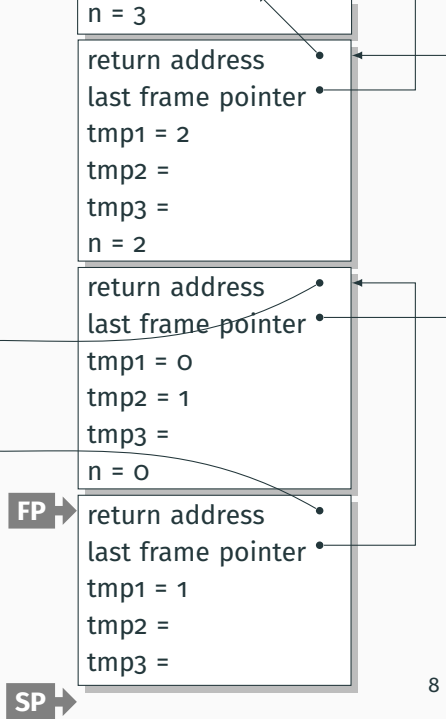 n = 3
return address
last frame pointer
tmp1 = 2
tmp2 =
tmp3 =
n = 2
return address
last frame pointer
tmp1 = 0
tmp2 = 1
tmp3 =
n = 0
FP
return address
last frame pointer
tmp1 = 1
tmp2 =
tmp3 =
SP
8